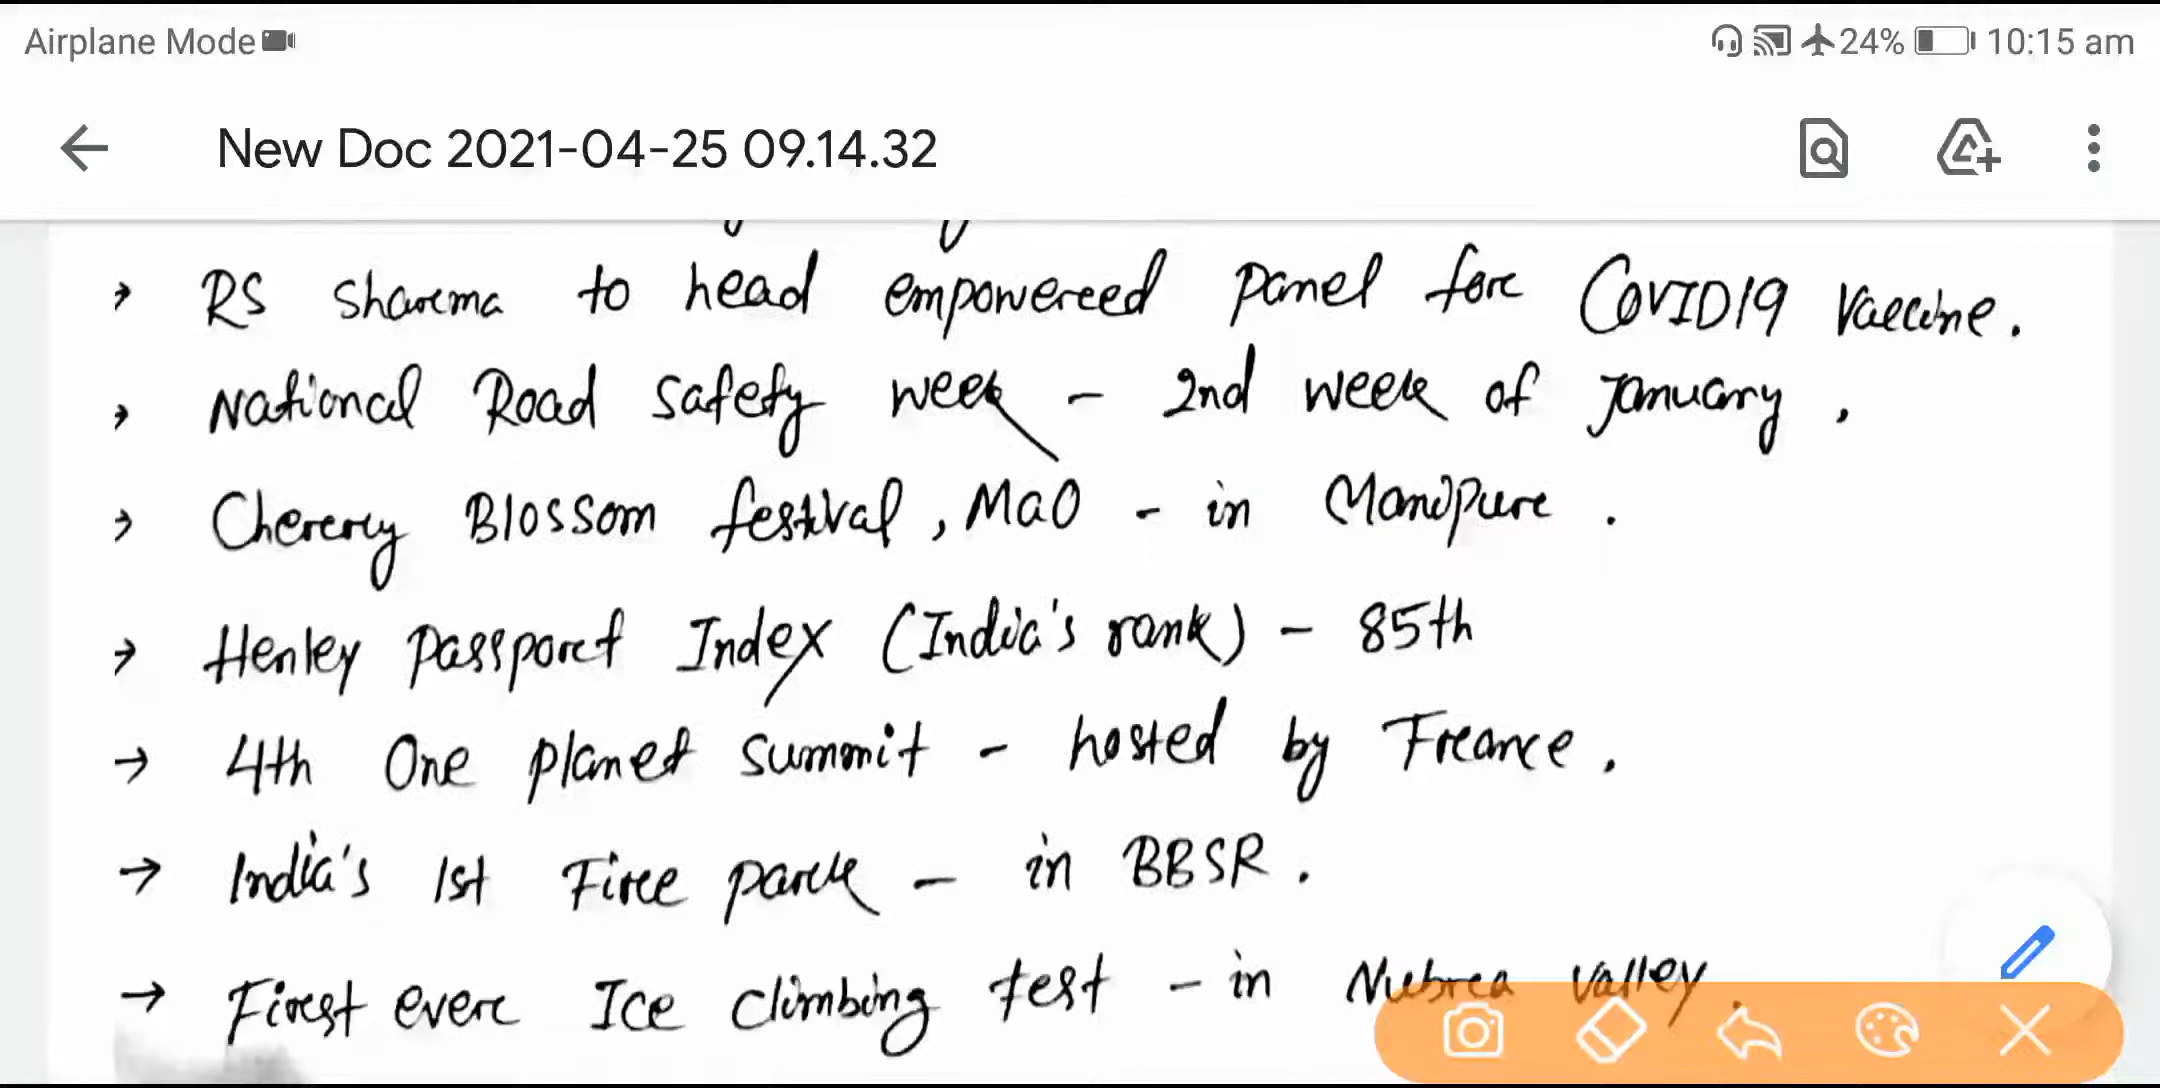 Airplane Mode 24% 10:15 am
New Doc 2021-04-25 09.14.32
→ RS Sharma to head empowered panel for COVID19 Vaccine.
→ National Road Safety week - 2nd week of January.
→ Cherry Blossom festival, MaO - in Manipur.
→ Henley Passport Index (India's rank) - 85th
→ 4th One planet summit - hosted by France.
→ India's 1st Fire park - in BBSR.
→ First ever Ice climbing test - in Nubra Valley.